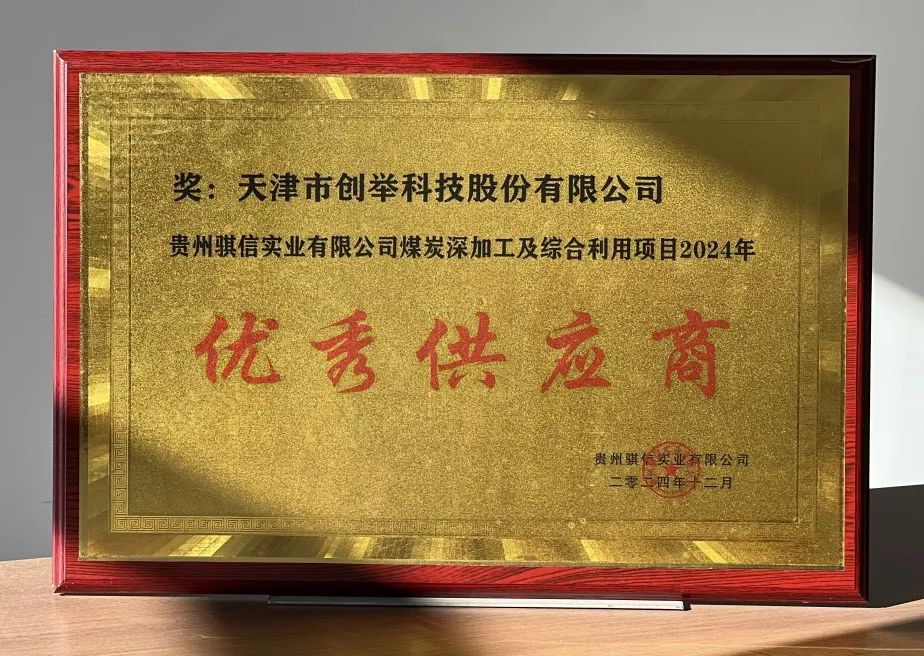 奖：天津市创举科技股份有限公司
贵州骐信实业有限公司煤炭深加工及综合利用项目2024年
优秀供应商
贵州骐信实业有限公司
二零二四年十二月